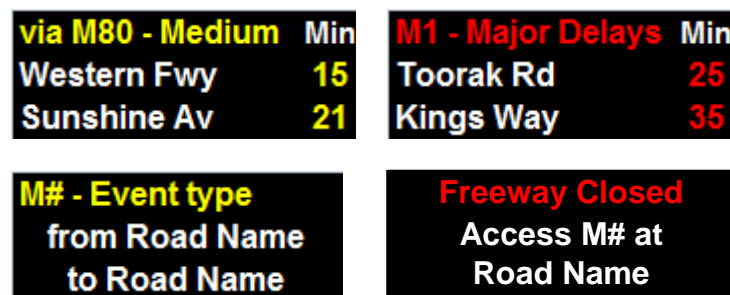 via M80 - Medium Min
Western Fwy 15
Sunshine Av 21
M1 - Major Delays Min
Toorak Rd 25
Kings Way 35
M# - Event type
from Road Name
to Road Name
Freeway Closed
Access M# at
Road Name